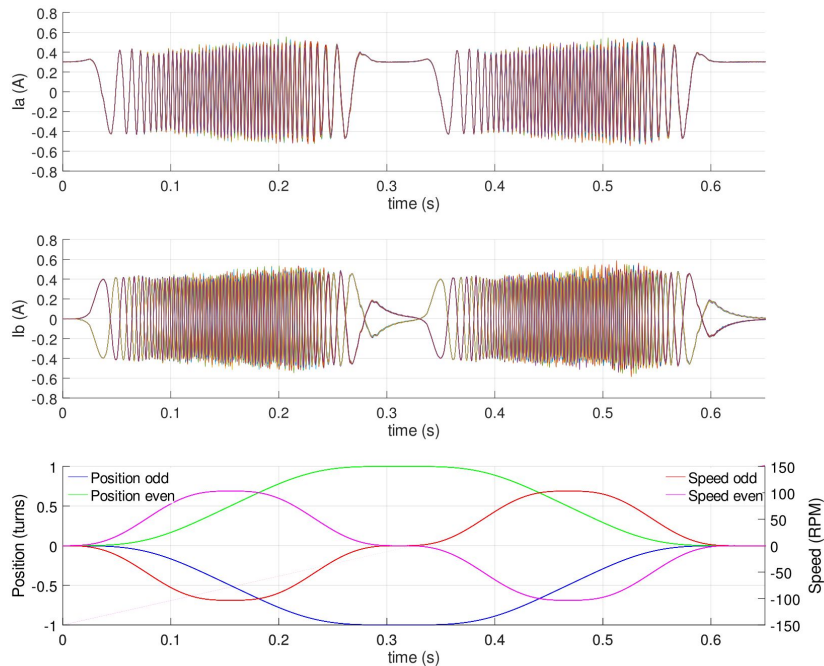 0.8
0.6
0.4
0.2
0
-0.2
-0.4
-0.6
-0.8
Ia (A)
0 0.1 0.2 0.3 0.4 0.5 0.6
time (s)
0.8
0.6
0.4
0.2
0
-0.2
-0.4
-0.6
-0.8
Ib (A)
0 0.1 0.2 0.3 0.4 0.5 0.6
time (s)
1
0.5
0
-0.5
-1
Position (turns)
Position odd
Position even
Speed odd
Speed even
150
100
50
0
-50
-100
-150
Speed (RPM)
0 0.1 0.2 0.3 0.4 0.5 0.6
time (s)